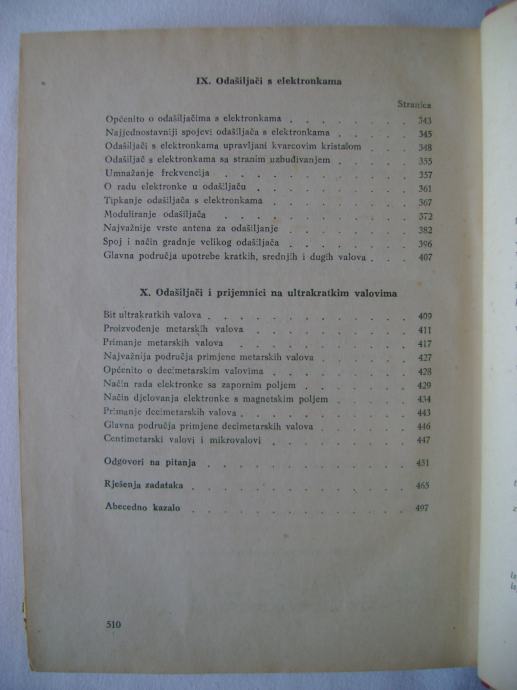 IX. Odašiljači s elektronkama
Stranica
Općenito o odašiljačima s elektronkama . . . . . . . 343
Najjednostavniji spojevi odašiljača s elektronkama . . . . 345
Odašiljači s elektronkama upravljani kvarcovim kristalom 348
Odašiljač s elektronkama sa stranim uzbuđivanjem . . . . 355
Umnažanje frekvencija . . . . . . . . . . . 357
O radu elektronke u odašiljaču . . . . . . . . . 361
Tipkanje odašiljača s elektronkama . . . . . . . . 367
Moduliranje odašiljača . . . . . . . . . . . 372
Najvažnije vrste antena za odašiljanje . . . . . . . 382
Spoj i način gradnje velikog odašiljača . . . . . . . 396
Glavna područja upotrebe kratkih, srednjih i dugih valova . . . 407
X. Odašiljači i prijemnici na ultrakratkim valovima
Bit ultrakratkih valova . . . . . . . . . . . 409
Proizvođenje metarskih valova . . . . . . . . . 411
Primanje metarskih valova . . . . . . . . . . 417
Najvažnija područja primjene metarskih valova . . . . . 427
Općenito o decimetarskim valovima . . . . . . . . 428
Način rada elektronke sa zapornim poljem . . . . . . 429
Način djelovanja elektronke s magnetskim poljem . . . . . 434
Primanje decimetarskih valova . . . . . . . . . 443
Glavna područja primjene decimetarskih valova . . . . . 446
Centimetarski valovi i mikrovalovi . . . . . . . . 447
Odgovori na pitanja . . . . . . . . . . . . 451
Rješenja zadataka . . . . . . . . . . . . 465
Abecedno kazalo . . . . . . . . . . . . 497
510